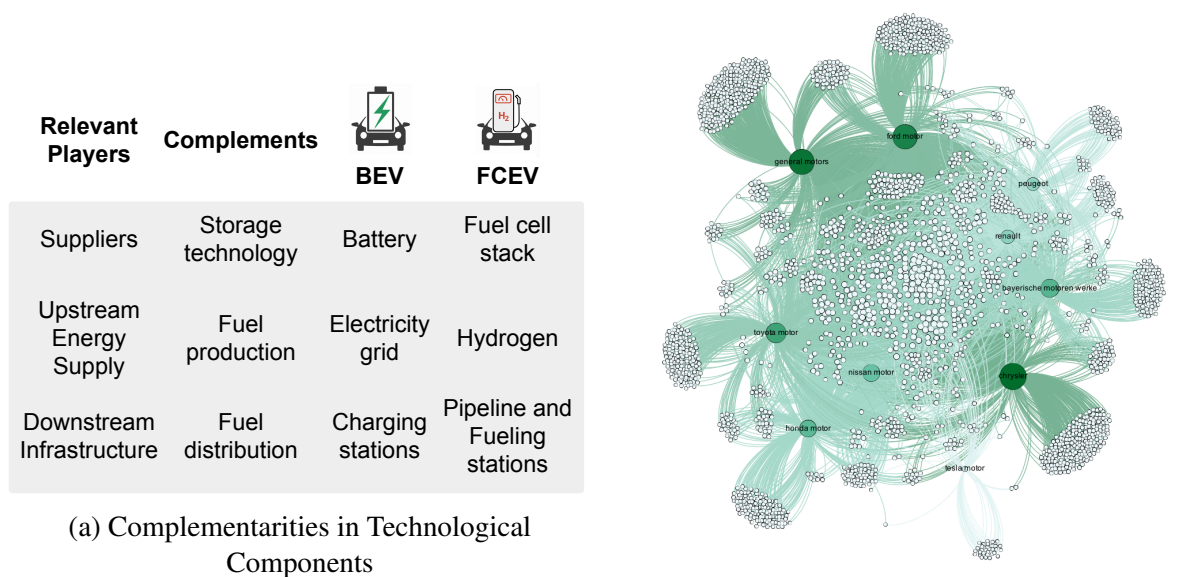 Relevant
Players
Complements
BEV
H2
FCEV
Suppliers
Storage
technology
Battery
Fuel cell
stack
Upstream
Energy
Supply
Fuel
production
Electricity
grid
Hydrogen
Downstream
Infrastructure
Fuel
distribution
Charging
stations
Pipeline and
Fueling
stations
(a) Complementarities in Technological
Components
ford motor
general motors
peugeot
renault
bayerische motoren werke
toyota motor
nissan motor
chrysler
honda motor
tesla motor